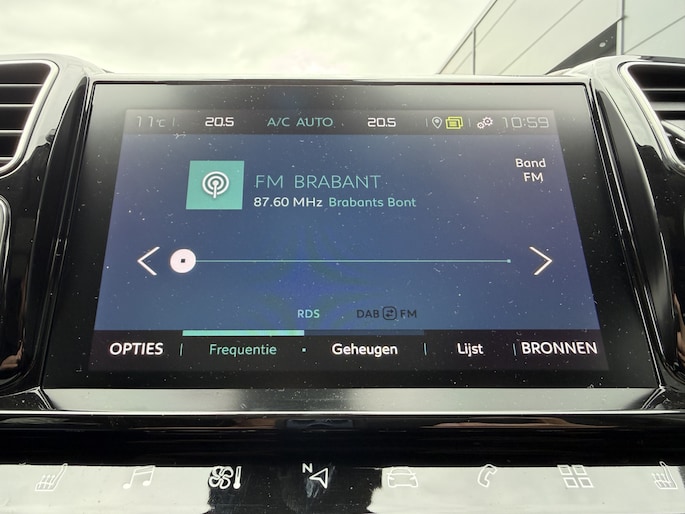 11°C 20.5 A/C AUTO 20.5 10:59
FM BRABANT
87.60 MHz Brabants Bont
Band
FM
RDS DAB FM
OPTIES Frequentie Geheugen Lijst BRONNEN
N